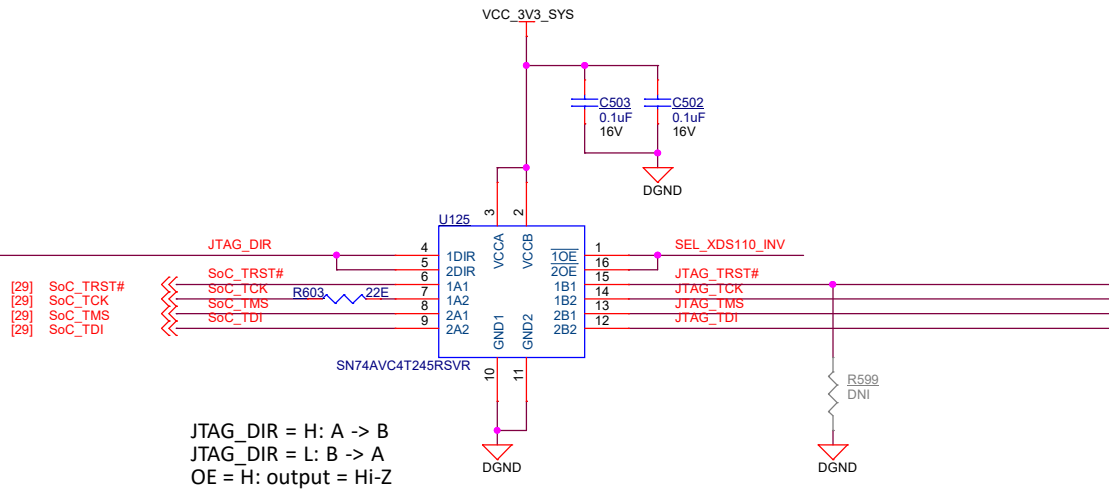 VCC_3V3_SYS
C503
0.1uF
16V
C502
0.1uF
16V
DGND
U125
3
2
VCCA
VCCB
JTAG_DIR
4
1DIR
1OE
1
SEL_XDS110_INV
5
2DIR
2OE
16
[29] SoC_TRST#
SoC_TRST#
6
1A1
1B1
15
JTAG_TRST#
[29] SoC_TCK
R603
22E
SoC_TCK
7
1A2
1B2
14
JTAG_TCK
[29] SoC_TMS
SoC_TMS
8
2A1
2B1
13
JTAG_TMS
[29] SoC_TDI
SoC_TDI
9
2A2
2B2
12
JTAG_TDI
GND1
GND2
SN74AVC4T245RSVR
10
11
R599
DNI
DGND
DGND
JTAG_DIR = H: A -> B
JTAG_DIR = L: B -> A
OE = H: output = Hi-Z